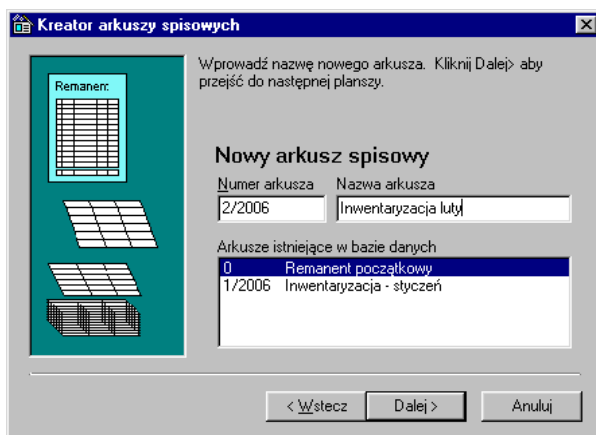 Kreator arkuszy spisowych
Remanent:
Wprowadź nazwę nowego arkusza. Kliknij Dalej> aby
przejść do następnej planszy.
Nowy arkusz spisowy
Numer arkusza Nazwa arkusza
2/2006 Inwentaryzacja luty
Arkusze istniejące w bazie danych
0 Remanent początkowy
1/2006 Inwentaryzacja - styczeń
< Wstecz Dalej > Anuluj